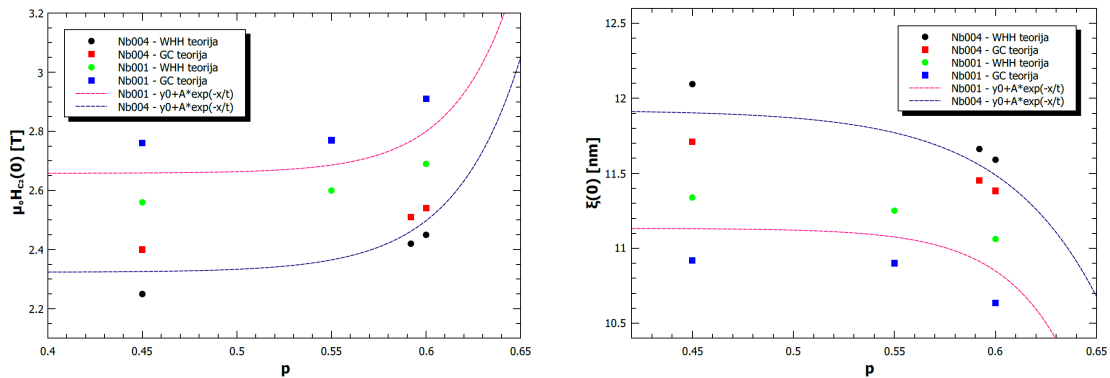 3.2
3
2.8
2.6
2.4
2.2
μ₀H_c₂(0) [T]
Nb004 - WHH teorija
Nb004 - GC teorija
Nb001 - WHH teorija
Nb001 - GC teorija
Nb001 - y0+A*exp(-x/t)
Nb004 - y0+A*exp(-x/t)
0.4 0.45 0.5 0.55 0.6 0.65
p
12.5
12
11.5
11
10.5
ξ(0) [nm]
Nb004 - WHH teorija
Nb004 - GC teorija
Nb001 - WHH teorija
Nb001 - GC teorija
Nb001 - y0+A*exp(-x/t)
Nb004 - y0+A*exp(-x/t)
0.45 0.5 0.55 0.6 0.65
p